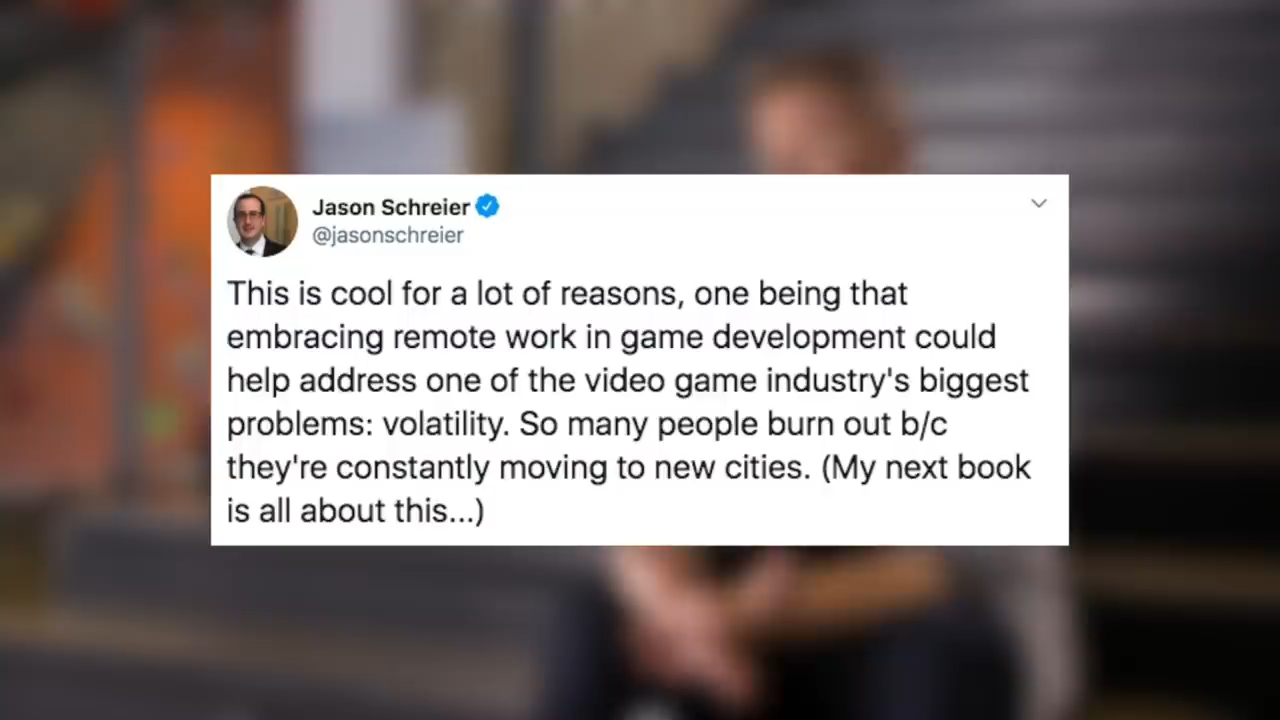 Jason Schreier
@jasonschreier
This is cool for a lot of reasons, one being that
embracing remote work in game development could
help address one of the video game industry's biggest
problems: volatility. So many people burn out b/c
they're constantly moving to new cities. (My next book
is all about this...)